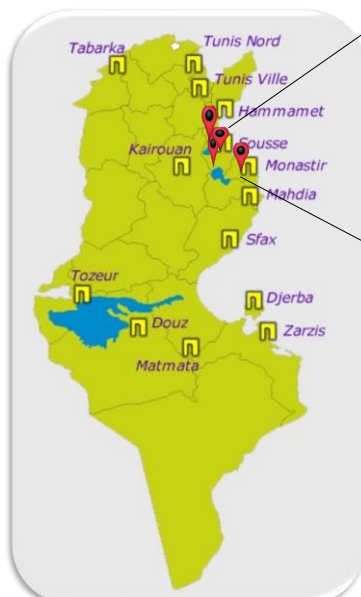 Tabarka
Tunis Nord
Tunis Ville
Hammamet
Kairouan
Sousse
Monastir
Mahdia
Sfax
Tozeur
Djerba
Douz
Zarzis
Matmata